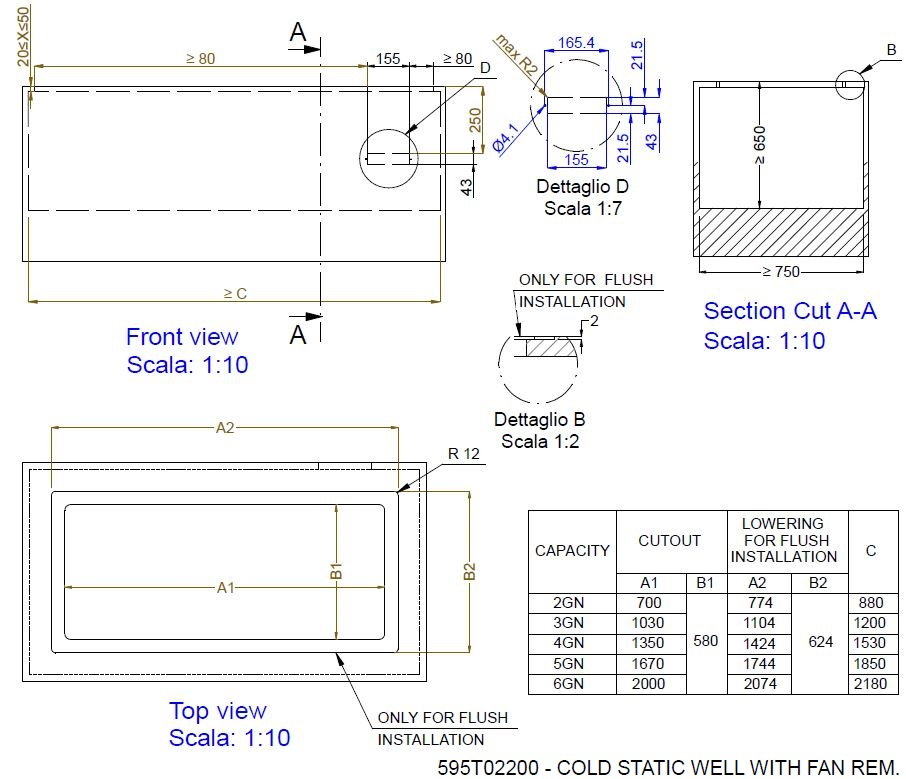 20≤X≤50
A
≥ 80
155
≥ 80
D
250
43
≥ C
A
Front view
Scala: 1:10
165.4
21.5
max R2
Ø4.1
155
21.5
43
Dettaglio D
Scala 1:7
B
≥ 650
≥ 750
Section Cut A-A
Scala: 1:10
ONLY FOR FLUSH
INSTALLATION
2
Dettaglio B
Scala 1:2
A2
R 12
A1
B1
B2
Top view
Scala: 1:10
ONLY FOR FLUSH
INSTALLATION
CAPACITY CUTOUT LOWERING FOR FLUSH INSTALLATION C
A1 B1 A2 B2
2GN 700 774 880
3GN 1030 1104 1200
4GN 1350 580 1424 624 1530
5GN 1670 1744 1850
6GN 2000 2074 2180
595T02200 - COLD STATIC WELL WITH FAN REM.